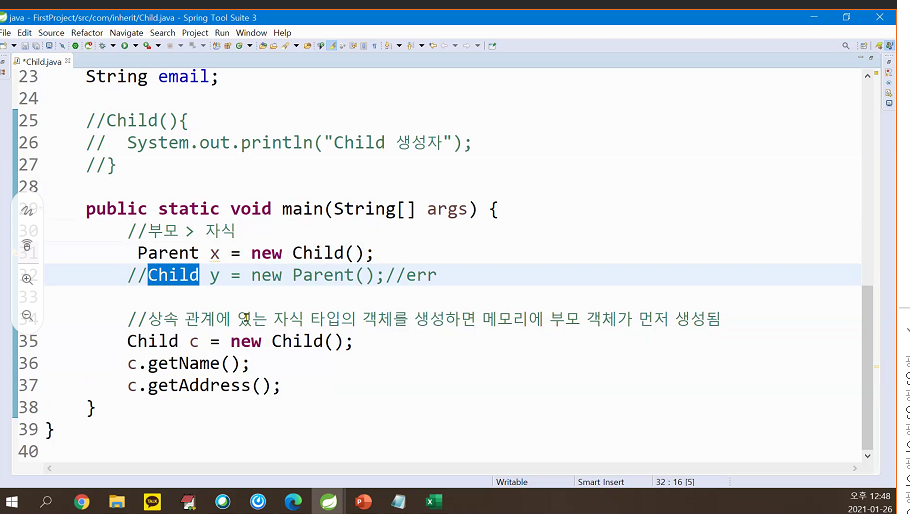 java - FirstProject/src/com/inherit/Child.java - Spring Tool Suite 3
File Edit Source Refactor Navigate Search Project Run Window Help
*Child.java
23 String email;
24
25 //Child(){
26 // System.out.println("Child 생성자");
27 //}
28
29 public static void main(String[] args) {
30 //부모 > 자식
31 Parent x = new Child();
32 //Child y = new Parent();//err
33
34 //상속 관계에 있는 자식 타입의 객체를 생성하면 메모리에 부모 객체가 먼저 생성됨
35 Child c = new Child();
36 c.getName();
37 c.getAddress();
38 }
39 }
40
Writable Smart Insert 32 : 16 [5]
TALK
오후 12:48
2021-01-26